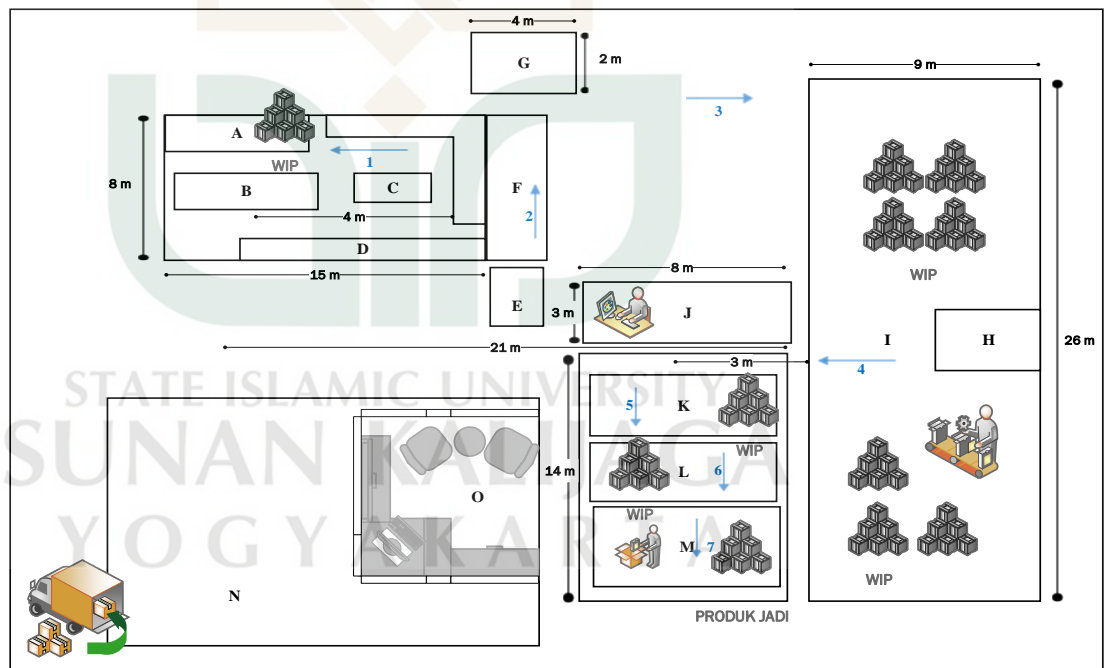 4 m
G
2 m
9 m
3
A
WIP
1
8 m
B
C
F
2
4 m
D
WIP
15 m
8 m
E
3 m
J
I
H
26 m
21 m
3 m
4
STATE ISLAMIC UNIVERSITY
5
K
SUNAN KALIJAGA
WIP
14 m
L
6
O
YOGYAKARTA
WIP
M
7
WIP
N
PRODUK JADI